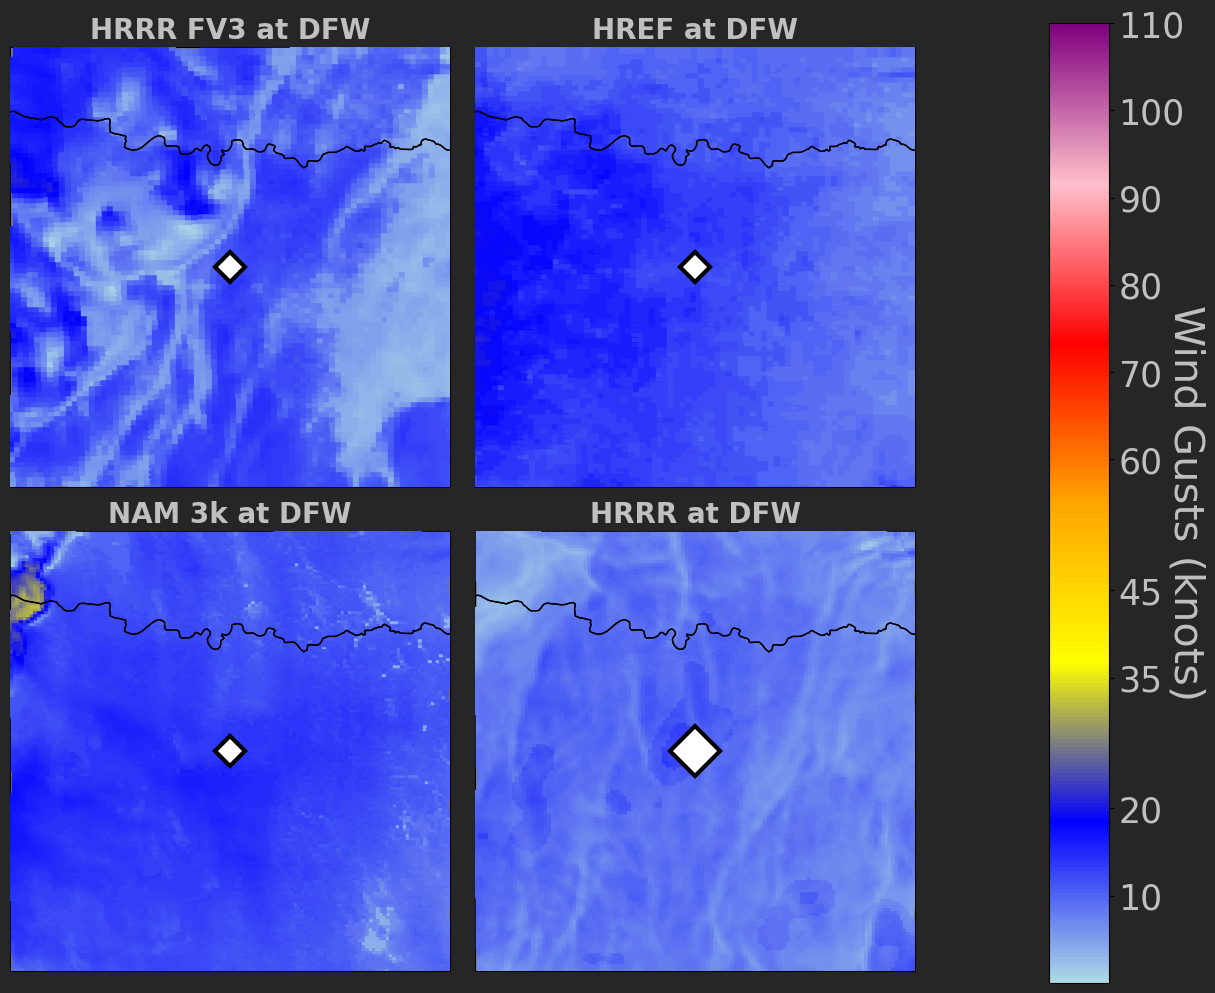 HRRR FV3 at DFW
HREF at DFW
NAM 3k at DFW
HRRR at DFW
110
100
90
80
70
60
45
35
20
10
Wind Gusts (knots)